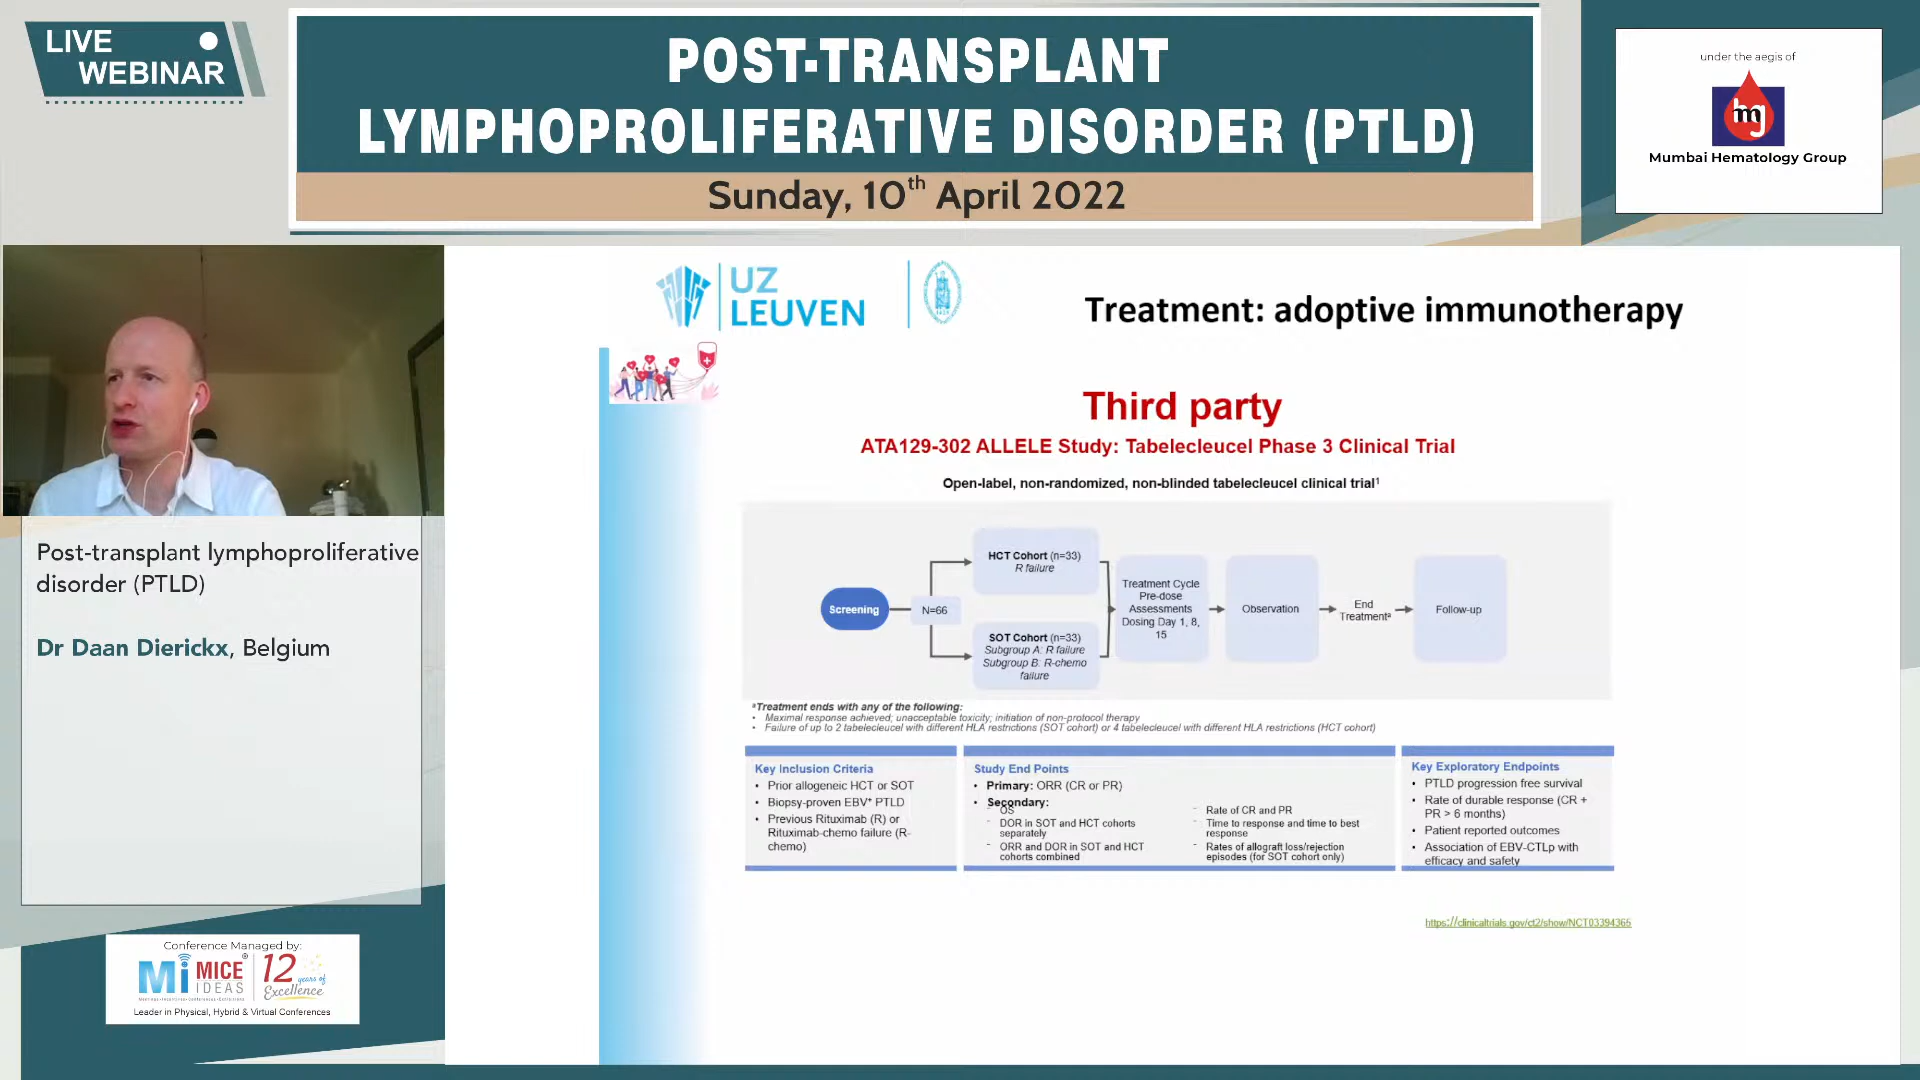 LIVE
WEBINAR
POST-TRANSPLANT
LYMPHOPROLIFERATIVE DISORDER (PTLD)
Sunday, 10th April 2022
under the aegis of
mg
Mumbai Hematology Group
Post-transplant lymphoproliferative
disorder (PTLD)
Dr Daan Dierickx, Belgium
Conference Managed by:
Mi MICE IDEAS
12 years of Excellence
Leader in Physical, Hybrid & Virtual Conferences
UZ
LEUVEN
Treatment: adoptive immunotherapy
Third party
ATA129-302 ALLELE Study: Tabelecleucel Phase 3 Clinical Trial
Open-label, non-randomized, non-blinded tabelecleucel clinical trial¹
Screening
N=66
HCT Cohort (n=33)
R failure
SOT Cohort (n=33)
Subgroup A: R failure
Subgroup B: R-chemo
failure
Treatment Cycle
Pre-dose
Assessments
Dosing Day 1, 8,
15
Observation
End
Treatmentᵃ
Follow-up
ᵃTreatment ends with any of the following:
• Maximal response achieved; unacceptable toxicity; initiation of non-protocol therapy
• Failure of up to 2 tabelecleucel with different HLA restrictions (SOT cohort) or 4 tabelecleucel with different HLA restrictions (HCT cohort)
Key Inclusion Criteria
• Prior allogeneic HCT or SOT
• Biopsy-proven EBV⁺ PTLD
• Previous Rituximab (R) or
Rituximab-chemo failure (R-
chemo)
Study End Points
• Primary: ORR (CR or PR)
• Secondary:
- OS
- DOR in SOT and HCT cohorts
separately
- ORR and DOR in SOT and HCT
cohorts combined
- Rate of CR and PR
- Time to response and time to best
response
- Rates of allograft loss/rejection
episodes (for SOT cohort only)
Key Exploratory Endpoints
• PTLD progression free survival
• Rate of durable response (CR +
PR > 6 months)
• Patient reported outcomes
• Association of EBV-CTLp with
efficacy and safety
https://clinicaltrials.gov/ct2/show/NCT03394365